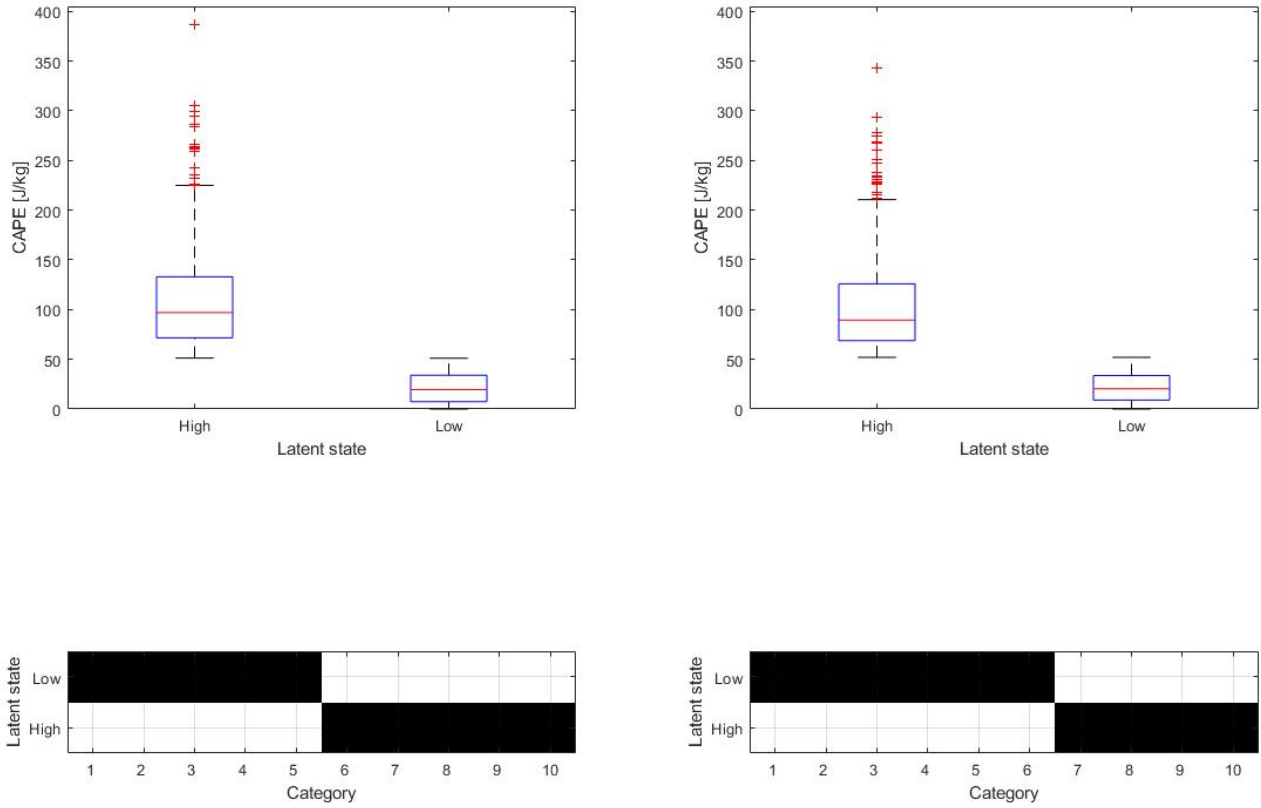 400
350
300
250
200
150
100
50
0
CAPE [J/kg]
High
Low
Latent state
400
350
300
250
200
150
100
50
0
CAPE [J/kg]
High
Low
Latent state
Latent state
Low
High
1 2 3 4 5 6 7 8 9 10
Category
Latent state
Low
High
1 2 3 4 5 6 7 8 9 10
Category